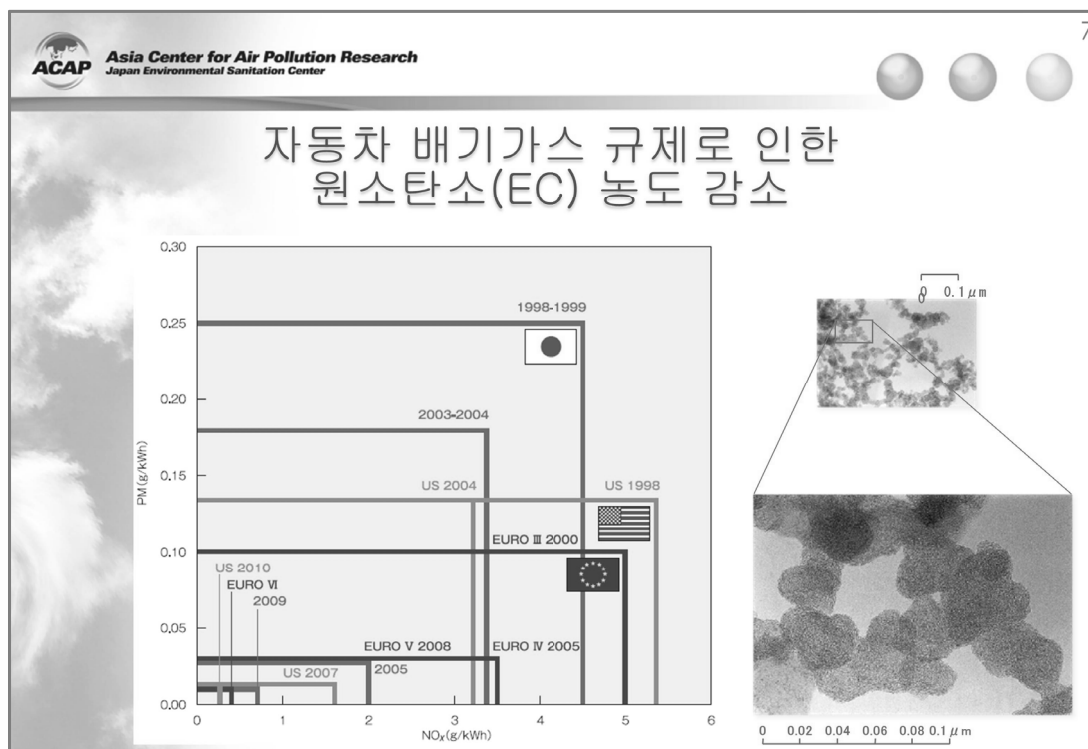 7
ACAP
Asia Center for Air Pollution Research
Japan Environmental Sanitation Center
자동차 배기가스 규제로 인한
원소탄소(EC) 농도 감소
0.30
0.25
0.20
0.15
0.10
0.05
0.00
PM(g/kWh)
1998-1999
2003-2004
US 2004
US 1998
EURO Ⅲ 2000
US 2010
EURO Ⅵ
2009
EURO Ⅴ 2008
EURO Ⅳ 2005
2005
US 2007
0 1 2 3 4 5 6
NOx(g/kWh)
0 0.1μm
0
0 0.02 0.04 0.06 0.08 0.1μm